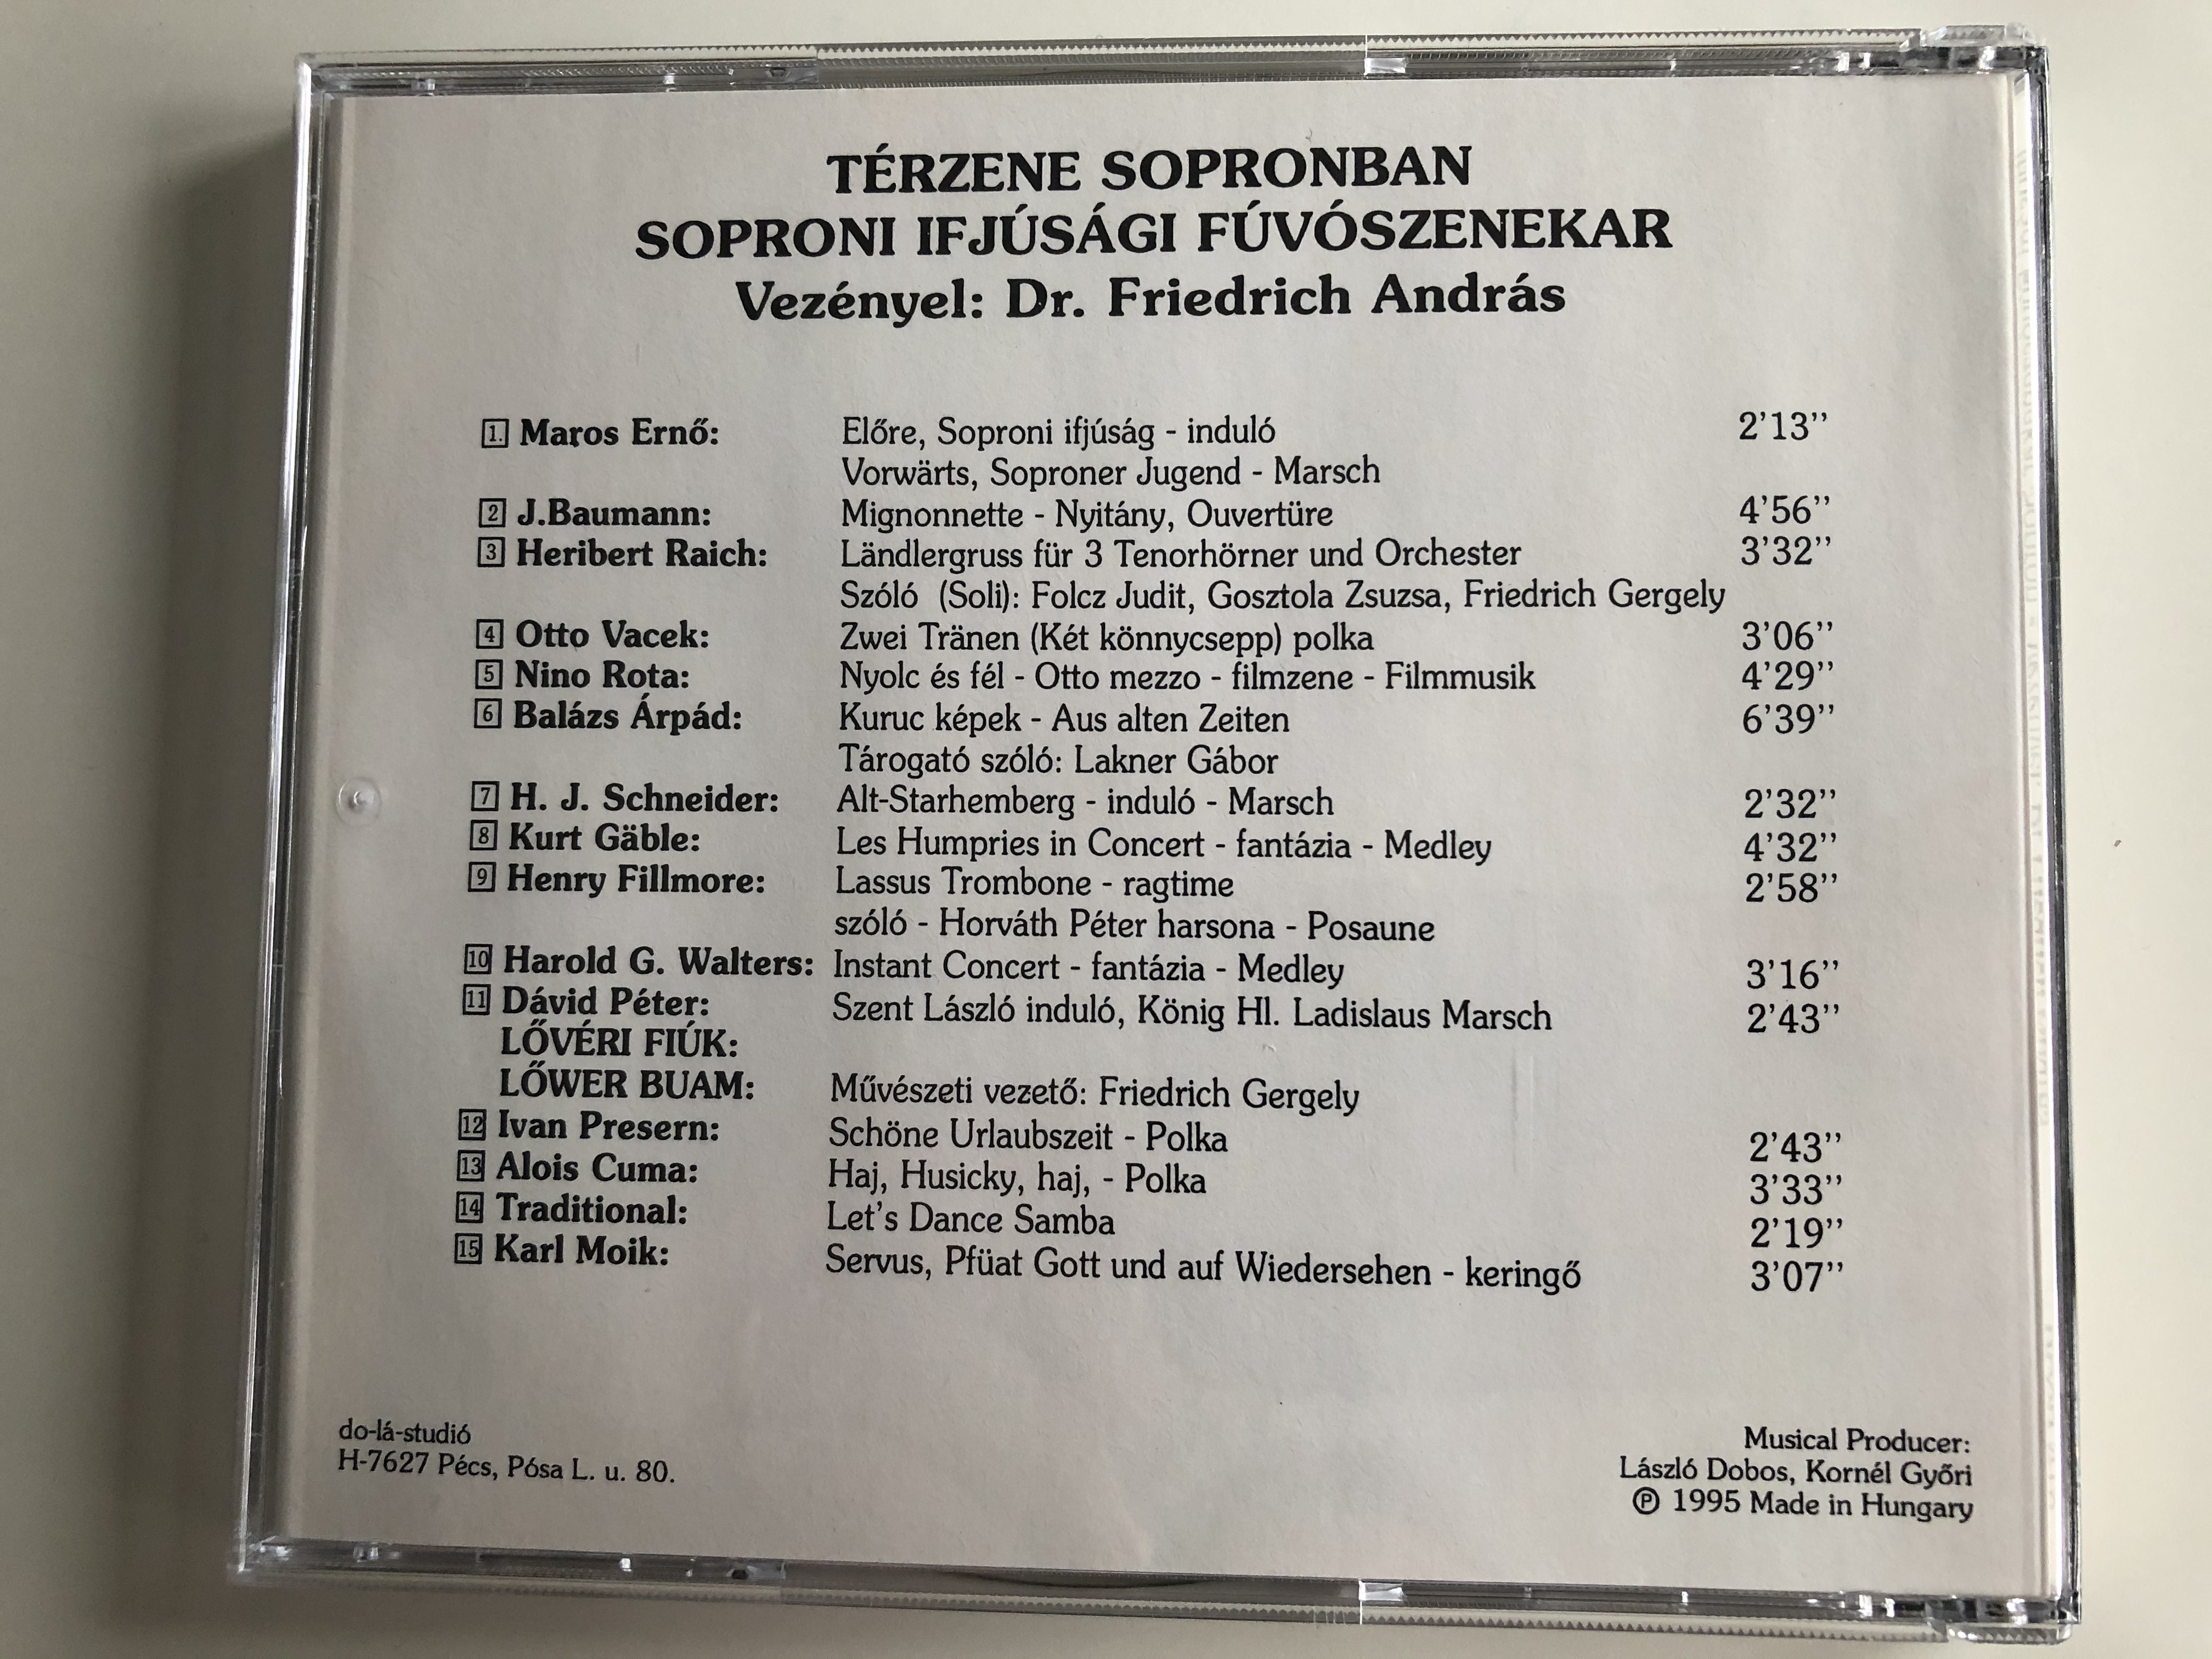 TÉRZENE SOPRONBAN
SOPRONI IFJÚSÁGI FÚVÓSZENEKAR
Vezényel: Dr. Friedrich András
1. Maros Ernő: Előre, Soproni ifjúság - induló 2'13''
Vorwärts, Soproner Jugend - Marsch
2 J.Baumann: Mignonnette - Nyitány, Ouvertüre 4'56''
3 Heribert Raich: Ländlergruss für 3 Tenorhörner und Orchester 3'32''
Szóló (Soli): Folcz Judit, Gosztola Zsuzsa, Friedrich Gergely
4 Otto Vacek: Zwei Tränen (Két könnycsepp) polka 3'06''
5 Nino Rota: Nyolc és fél - Otto mezzo - filmzene - Filmmusik 4'29''
6 Balázs Árpád: Kuruc képek - Aus alten Zeiten 6'39''
Tárogató szóló: Lakner Gábor
7 H. J. Schneider: Alt-Starhemberg - induló - Marsch 2'32''
8 Kurt Gäble: Les Humpries in Concert - fantázia - Medley 4'32''
9 Henry Fillmore: Lassus Trombone - ragtime 2'58''
szóló - Horváth Péter harsona - Posaune
10 Harold G. Walters: Instant Concert - fantázia - Medley 3'16''
11 Dávid Péter: Szent László induló, König Hl. Ladislaus Marsch 2'43''
LŐVÉRI FIÚK:
LŐWER BUAM: Művészeti vezető: Friedrich Gergely
12 Ivan Presern: Schöne Urlaubszeit - Polka 2'43''
13 Alois Cuma: Haj, Husicky, haj, - Polka 3'33''
14 Traditional: Let's Dance Samba 2'19''
15 Karl Moik: Servus, Pfüat Gott und auf Wiedersehen - keringő 3'07''
do-lá-studió
H-7627 Pécs, Pósa L. u. 80.
Musical Producer:
László Dobos, Kornél Győri
℗ 1995 Made in Hungary